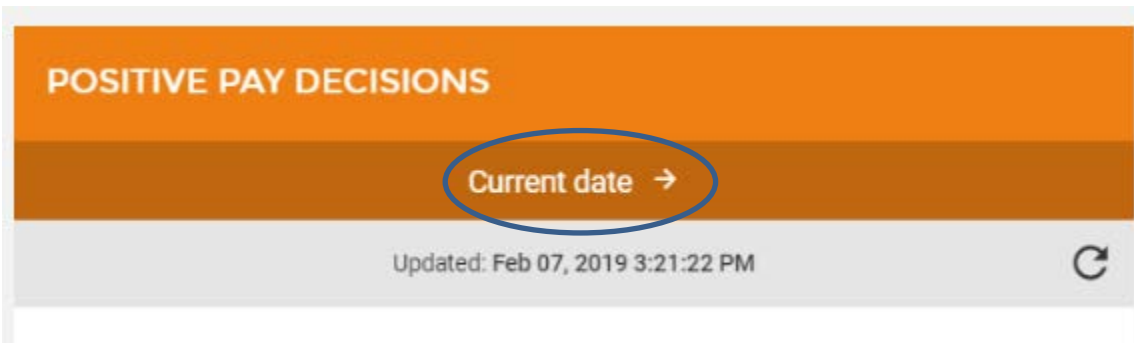 POSITIVE PAY DECISIONS
Current date →
Updated: Feb 07, 2019 3:21:22 PM